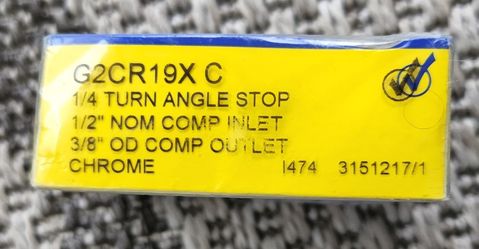 G2CR19X C
1/4 TURN ANGLE STOP
1/2" NOM COMP INLET
3/8" OD COMP OUTLET
CHROME I474 3151217/1